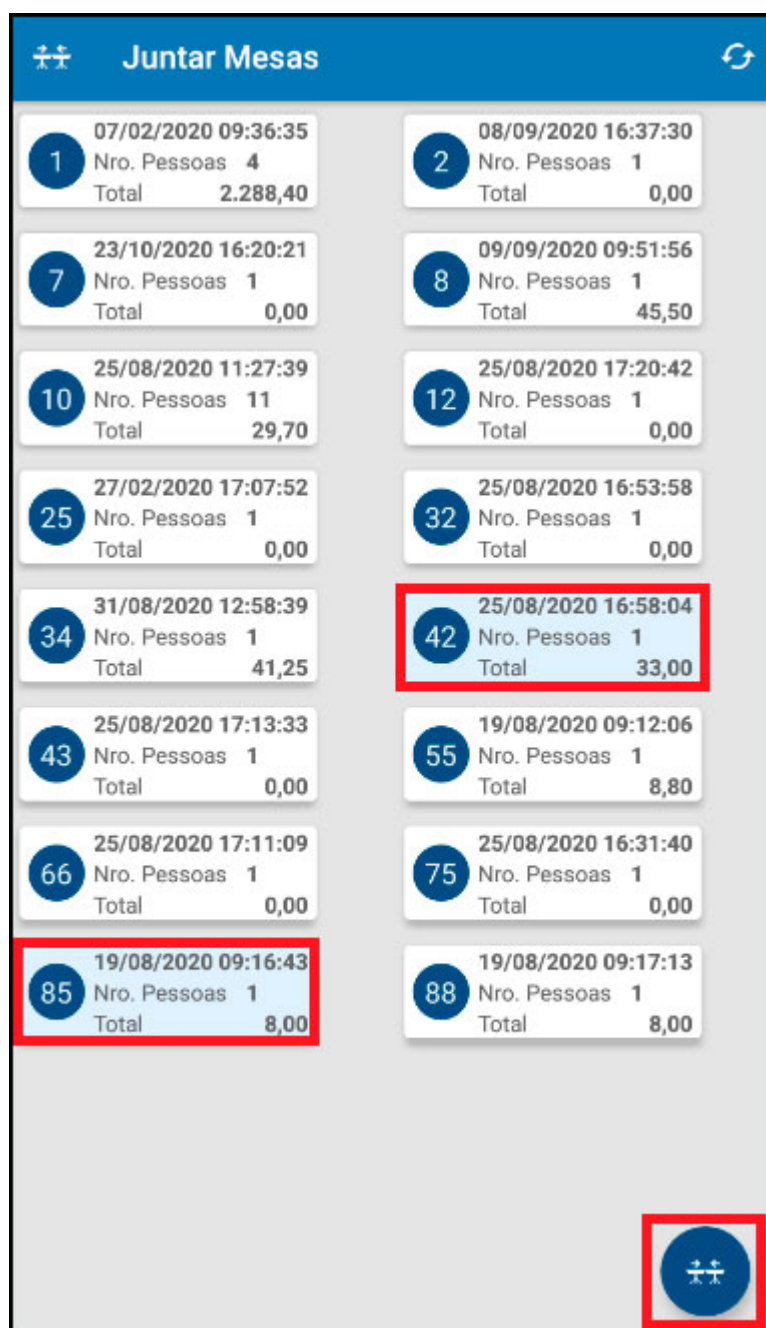 Juntar Mesas
1
07/02/2020 09:36:35
Nro. Pessoas 4
Total 2.288,40
2
08/09/2020 16:37:30
Nro. Pessoas 1
Total 0,00
7
23/10/2020 16:20:21
Nro. Pessoas 1
Total 0,00
8
09/09/2020 09:51:56
Nro. Pessoas 1
Total 45,50
10
25/08/2020 11:27:39
Nro. Pessoas 11
Total 29,70
12
25/08/2020 17:20:42
Nro. Pessoas 1
Total 0,00
25
27/02/2020 17:07:52
Nro. Pessoas 1
Total 0,00
32
25/08/2020 16:53:58
Nro. Pessoas 1
Total 0,00
34
31/08/2020 12:58:39
Nro. Pessoas 1
Total 41,25
42
25/08/2020 16:58:04
Nro. Pessoas 1
Total 33,00
43
25/08/2020 17:13:33
Nro. Pessoas 1
Total 0,00
55
19/08/2020 09:12:06
Nro. Pessoas 1
Total 8,80
66
25/08/2020 17:11:09
Nro. Pessoas 1
Total 0,00
75
25/08/2020 16:31:40
Nro. Pessoas 1
Total 0,00
85
19/08/2020 09:16:43
Nro. Pessoas 1
Total 8,00
88
19/08/2020 09:17:13
Nro. Pessoas 1
Total 8,00